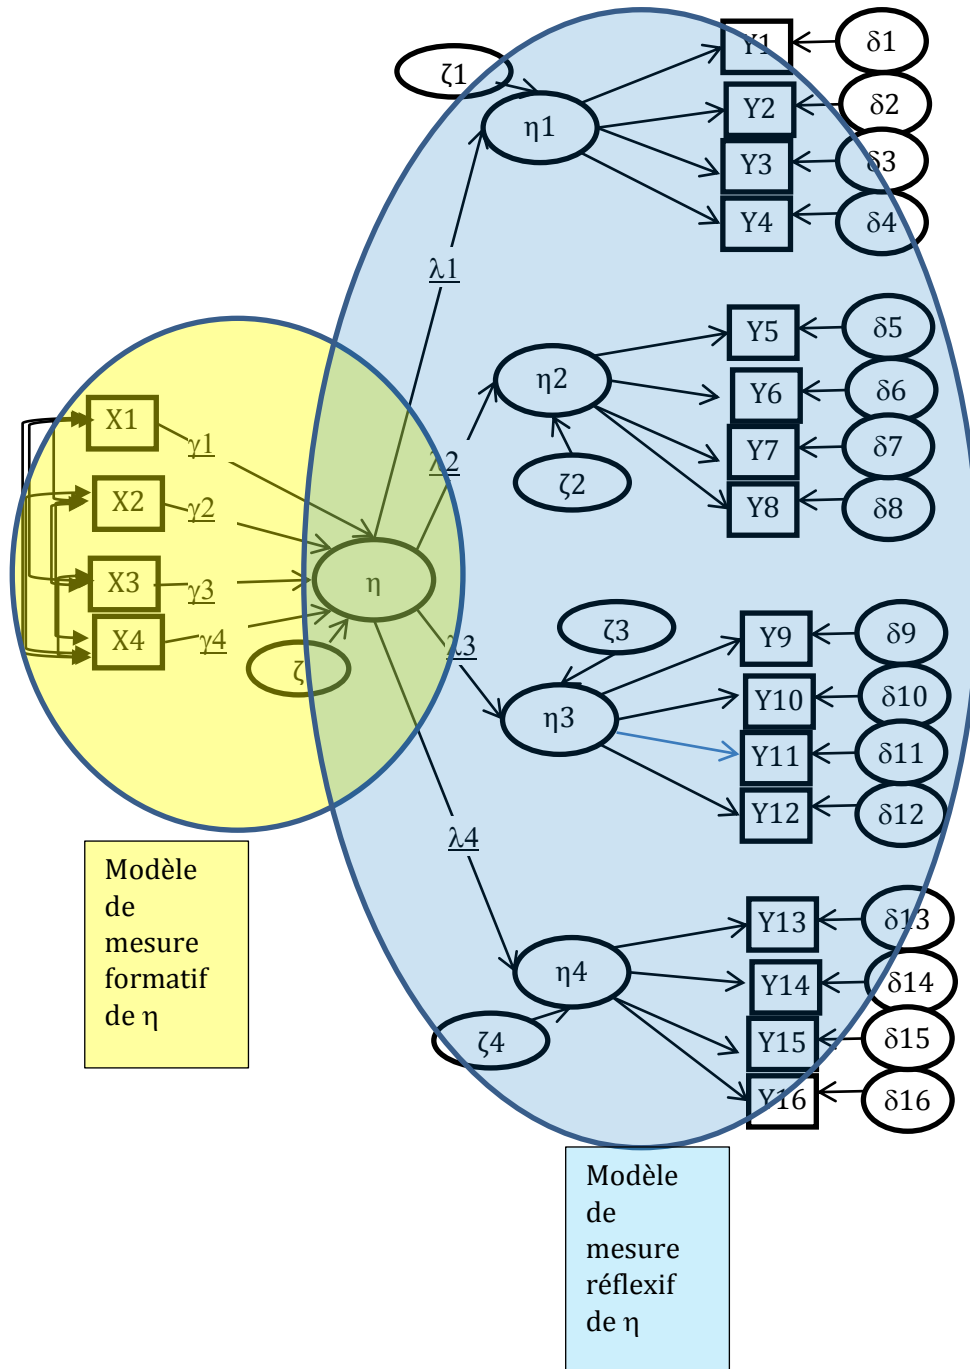 ζ1
η1
Y1
δ1
Y2
δ2
Y3
δ3
Y4
δ4
λ1
η2
ζ2
Y5
δ5
Y6
δ6
Y7
δ7
Y8
δ8
λ2
X1
γ1
X2
γ2
X3
γ3
X4
γ4
η
ζ
λ3
ζ3
η3
Y9
δ9
Y10
δ10
Y11
δ11
Y12
δ12
λ4
η4
ζ4
Y13
δ13
Y14
δ14
Y15
δ15
Y16
δ16
Modèle
de
mesure
formatif
de η
Modèle
de
mesure
réflexif
de η